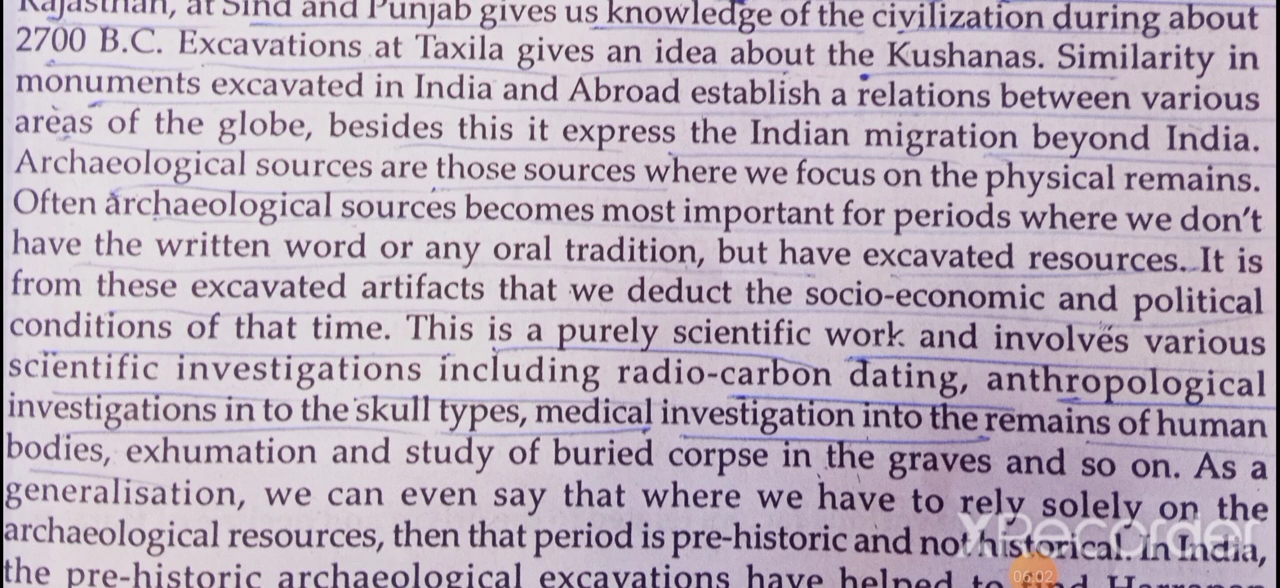 Rajasthan, at Sind and Punjab gives us knowledge of the civilization during about
2700 B.C. Excavations at Taxila gives an idea about the Kushanas. Similarity in
monuments excavated in India and Abroad establish a relations between various
areas of the globe, besides this it express the Indian migration beyond India.
Archaeological sources are those sources where we focus on the physical remains.
Often archaeological sources becomes most important for periods where we don't
have the written word or any oral tradition, but have excavated resources. It is
from these excavated artifacts that we deduct the socio-economic and political
conditions of that time. This is a purely scientific work and involves various
scientific investigations including radio-carbon dating, anthropological
investigations in to the skull types, medical investigation into the remains of human
bodies, exhumation and study of buried corpse in the graves and so on. As a
generalisation, we can even say that where we have to rely solely on the
archaeological resources, then that period is pre-historic and not historical. In India,
XRecorder
the pre-historic archaeological excavations have helped to find
06:02